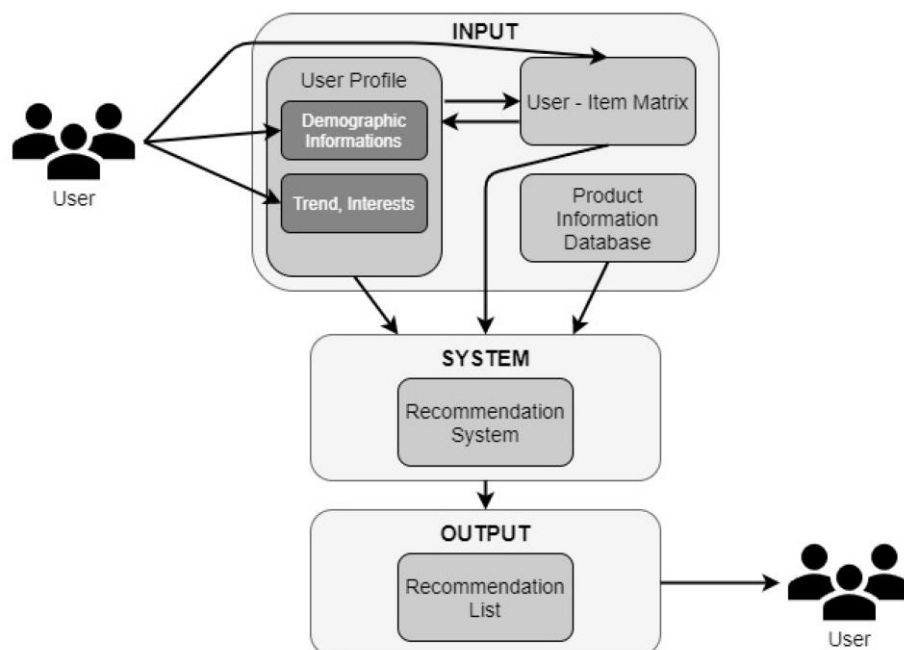 INPUT
User Profile
Demographic
Informations
Trend, Interests
User - Item Matrix
Product
Information
Database
User
SYSTEM
Recommendation
System
OUTPUT
Recommendation
List
User